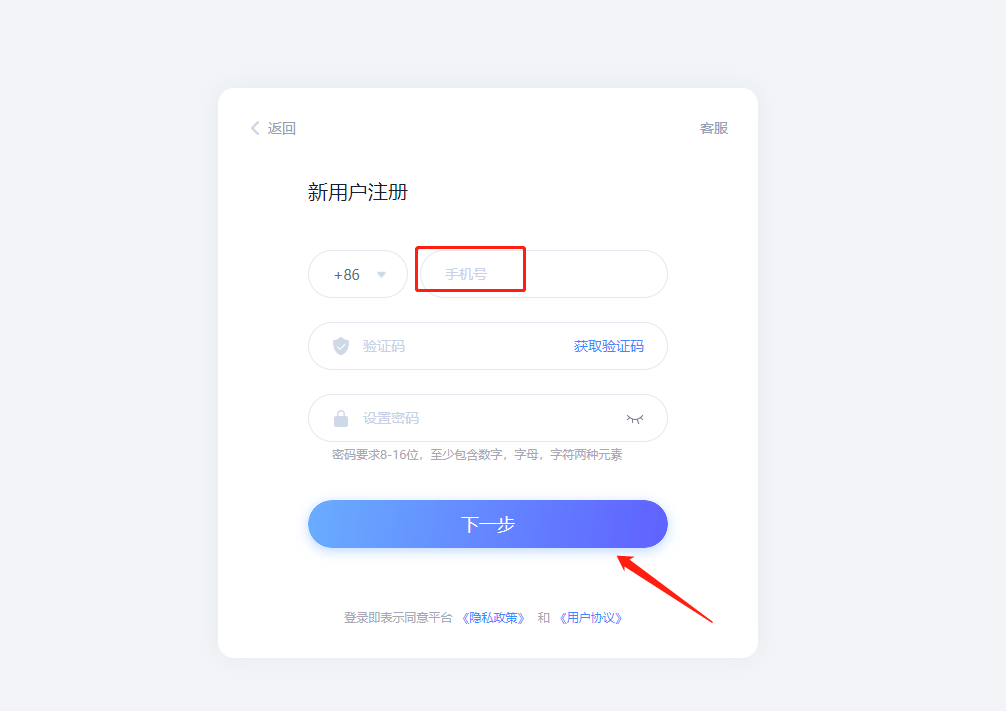 返回
客服
新用户注册
+86
手机号
验证码
获取验证码
设置密码
密码要求8-16位，至少包含数字，字母，字符两种元素
下一步
登录即表示同意平台 《隐私政策》 和 《用户协议》